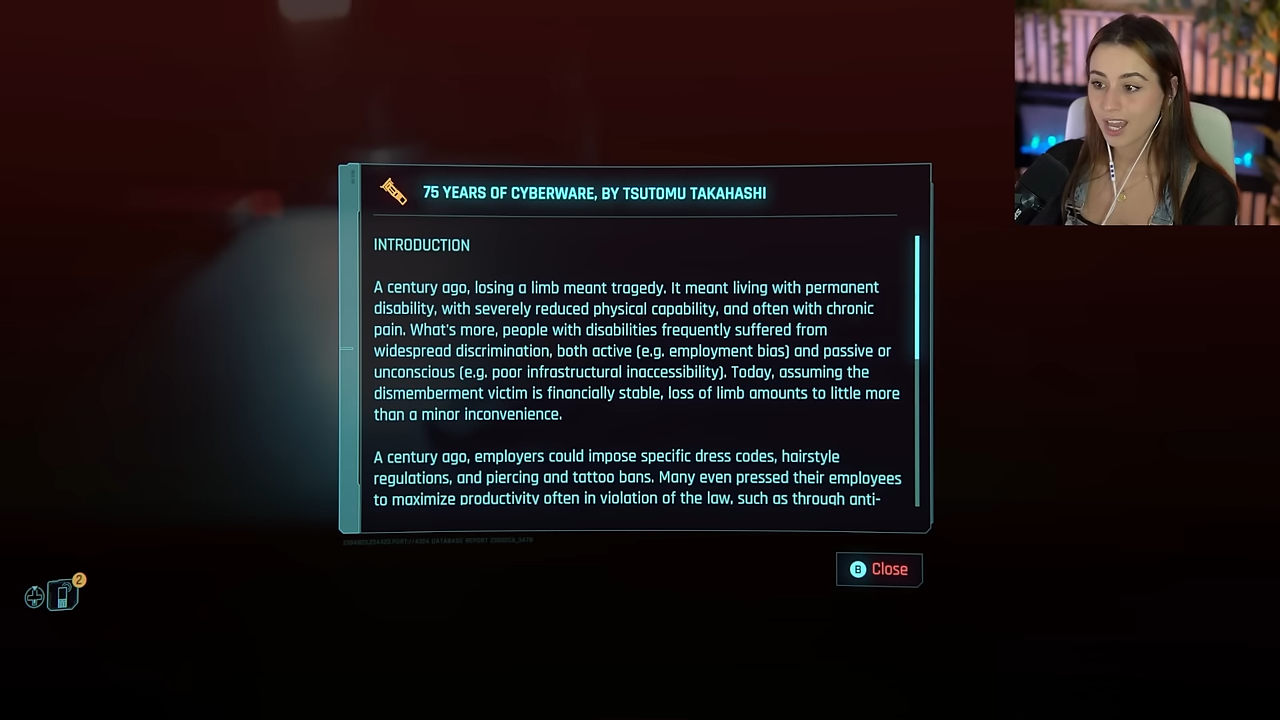 75 YEARS OF CYBERWARE, BY TSUTOMU TAKAHASHI
INTRODUCTION
A century ago, losing a limb meant tragedy. It meant living with permanent
disability, with severely reduced physical capability, and often with chronic
pain. What's more, people with disabilities frequently suffered from
widespread discrimination, both active (e.g. employment bias) and passive or
unconscious (e.g. poor infrastructural inaccessibility). Today, assuming the
dismemberment victim is financially stable, loss of limb amounts to little more
than a minor inconvenience.
A century ago, employers could impose specific dress codes, hairstyle
regulations, and piercing and tattoo bans. Many even pressed their employees
to maximize productivity often in violation of the law, such as through anti-
B Close
2